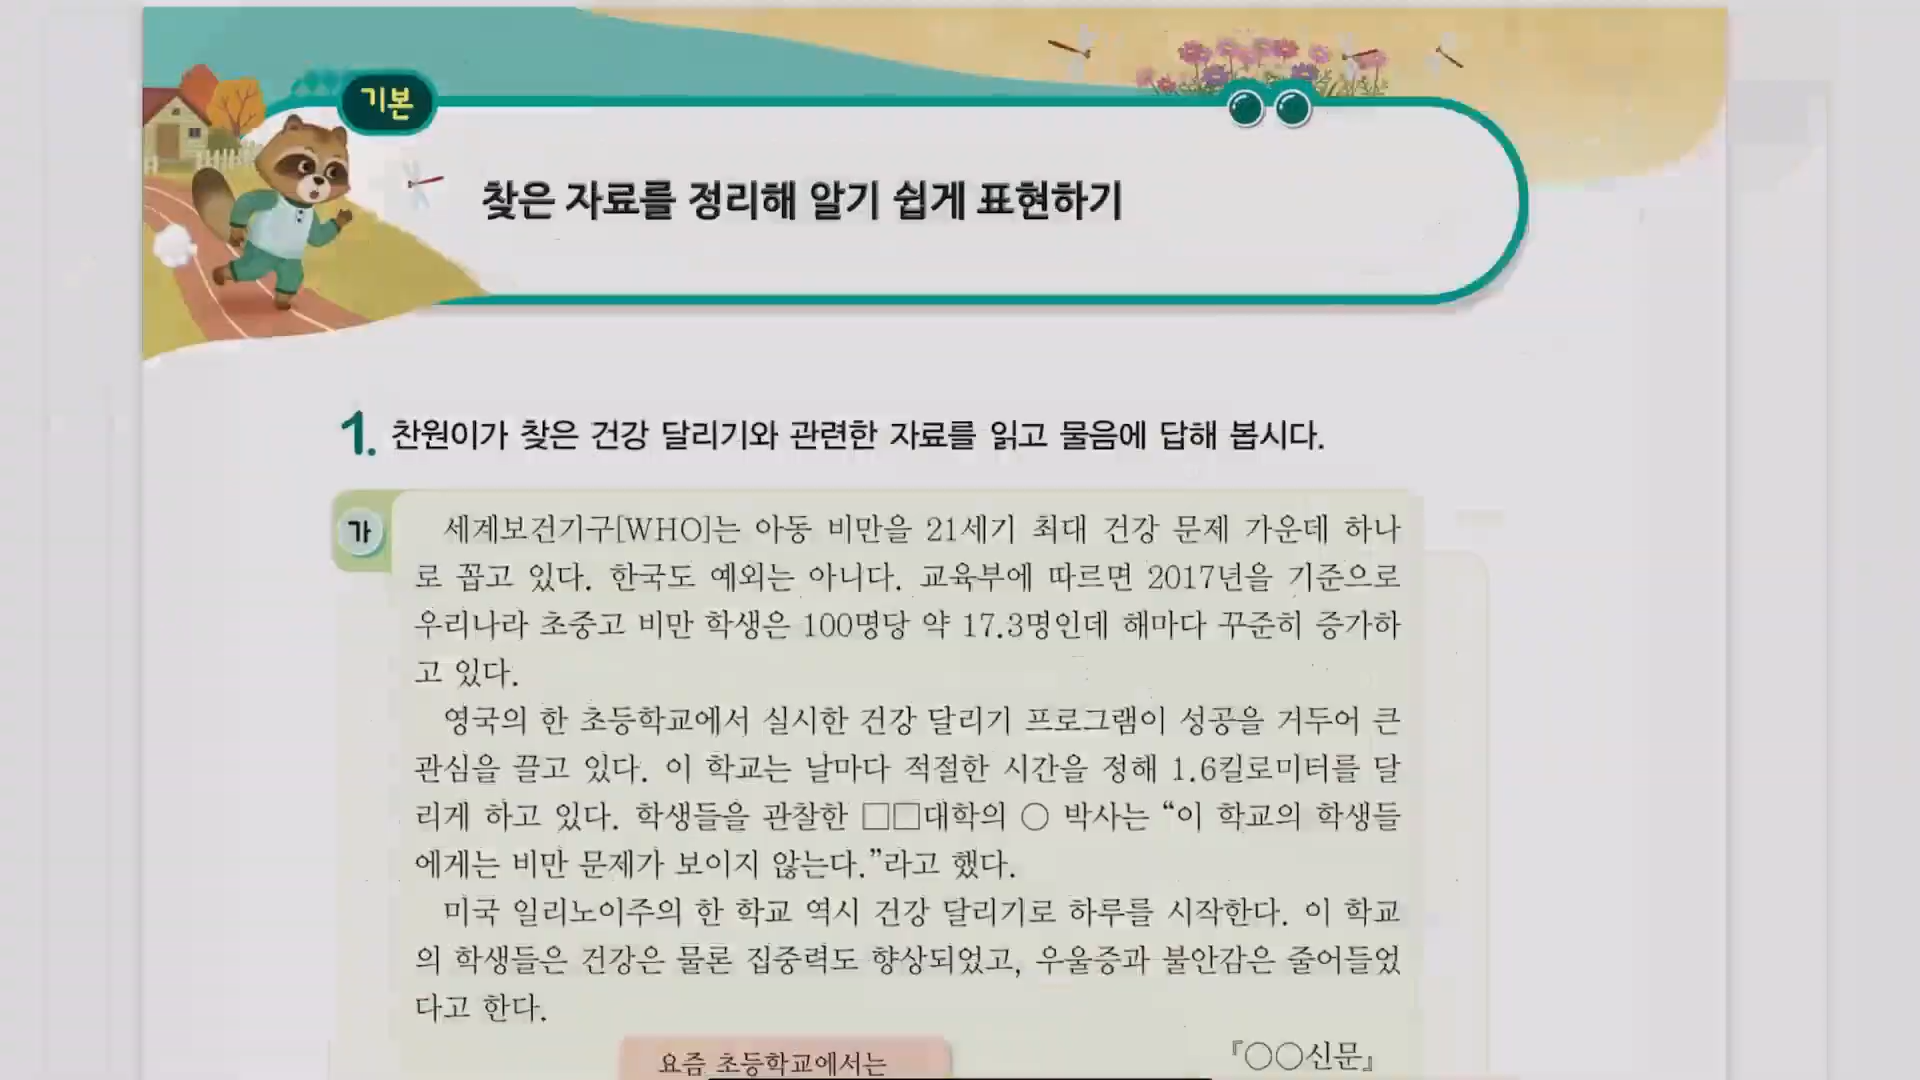 기본
찾은 자료를 정리해 알기 쉽게 표현하기
1. 찬원이가 찾은 건강 달리기와 관련한 자료를 읽고 물음에 답해 봅시다.
가
세계보건기구[WHO]는 아동 비만을 21세기 최대 건강 문제 가운데 하나
로 꼽고 있다. 한국도 예외는 아니다. 교육부에 따르면 2017년을 기준으로
우리나라 초중고 비만 학생은 100명당 약 17.3명인데 해마다 꾸준히 증가하
고 있다.
영국의 한 초등학교에서 실시한 건강 달리기 프로그램이 성공을 거두어 큰
관심을 끌고 있다. 이 학교는 날마다 적절한 시간을 정해 1.6킬로미터를 달
리게 하고 있다. 학생들을 관찰한 □□대학의 ○ 박사는 “이 학교의 학생들
에게는 비만 문제가 보이지 않는다.”라고 했다.
미국 일리노이주의 한 학교 역시 건강 달리기로 하루를 시작한다. 이 학교
의 학생들은 건강은 물론 집중력도 향상되었고, 우울증과 불안감은 줄어들었
다고 한다.
『○○신문』
요즘 초등학교에서는